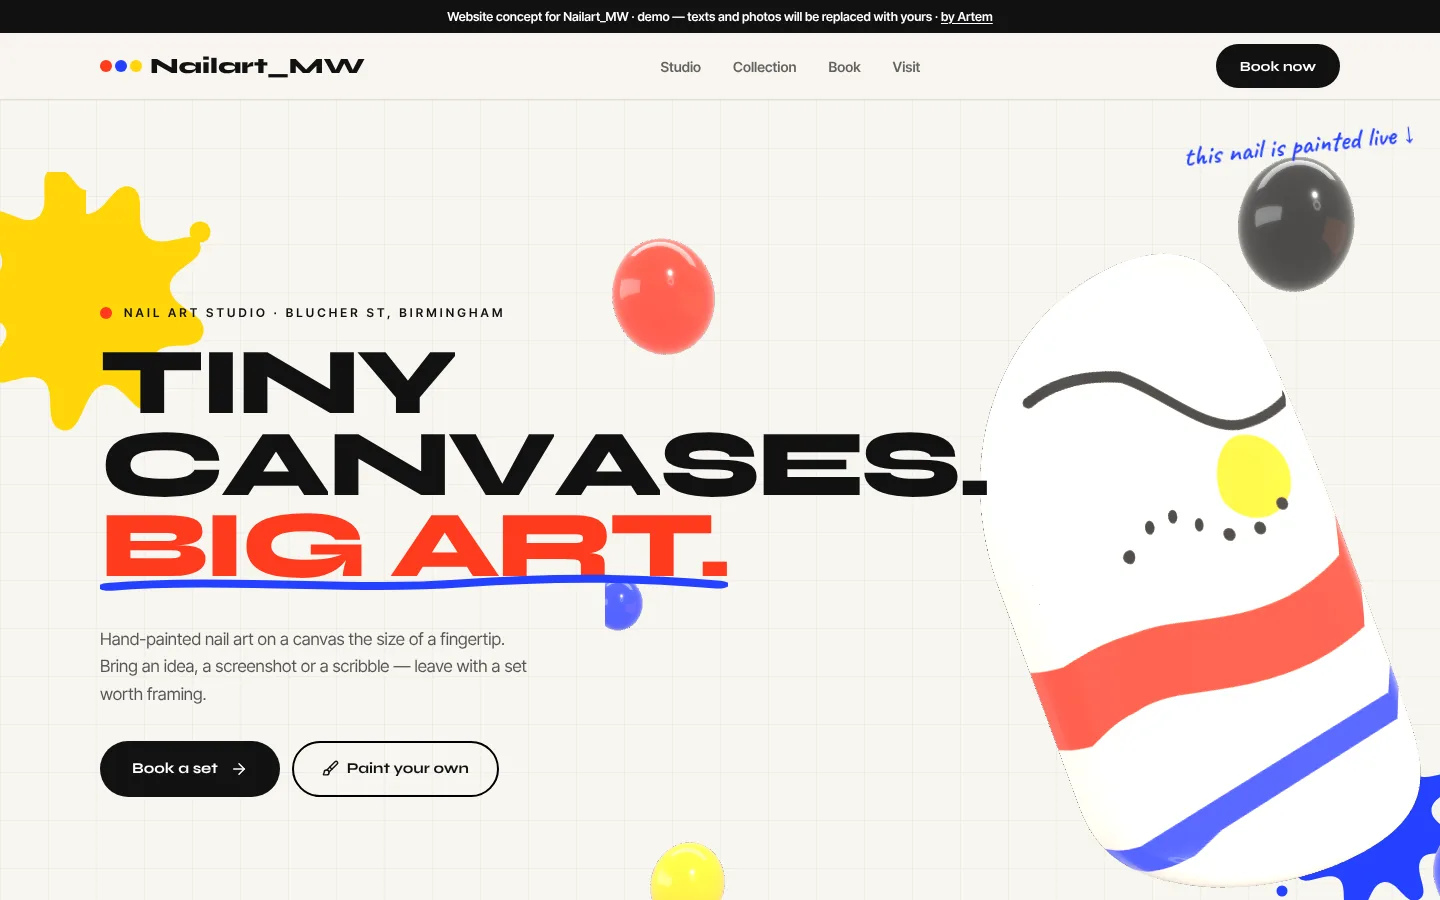 Website concept for Nailart_MW · demo — texts and photos will be replaced with yours · by Artem
Nailart_MW
Studio
Collection
Book
Visit
Book now
this nail is painted live ↓
NAIL ART STUDIO · BLUCHER ST, BIRMINGHAM
TINY
CANVASES.
BIG ART.
Hand-painted nail art on a canvas the size of a fingertip.
Bring an idea, a screenshot or a scribble — leave with a set
worth framing.
Book a set →
Paint your own